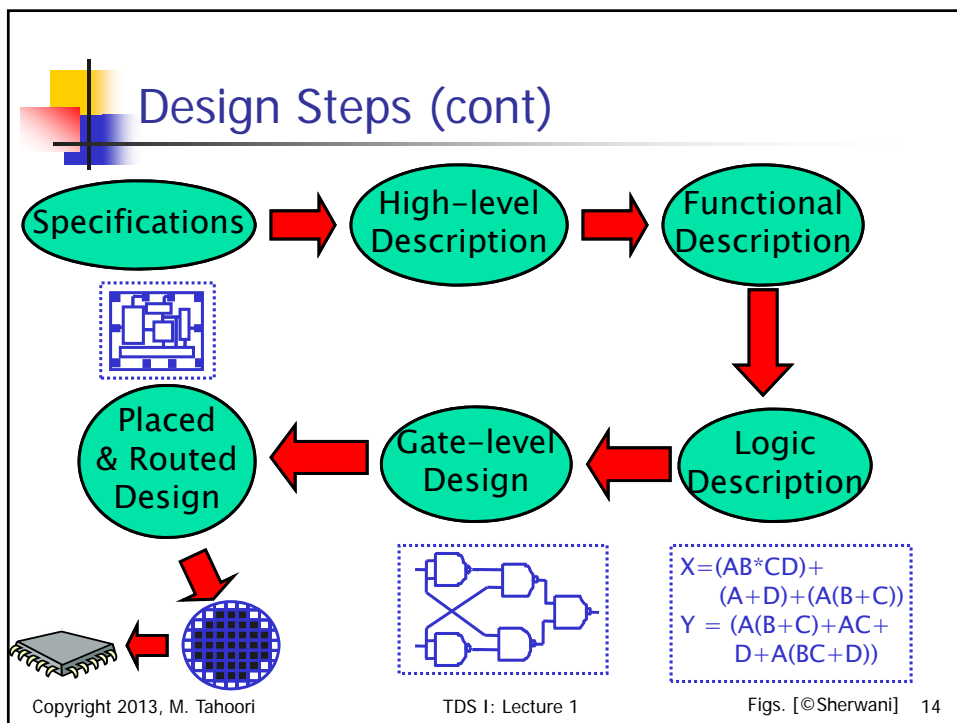 Design Steps (cont)
Specifications
High-level
Description
Functional
Description
Placed
& Routed
Design
Gate-level
Design
Logic
Description
X=(AB*CD)+
(A+D)+(A(B+C))
Y = (A(B+C)+AC+
D+A(BC+D))
Copyright 2013, M. Tahoori
TDS I: Lecture 1
Figs. [©Sherwani]
14